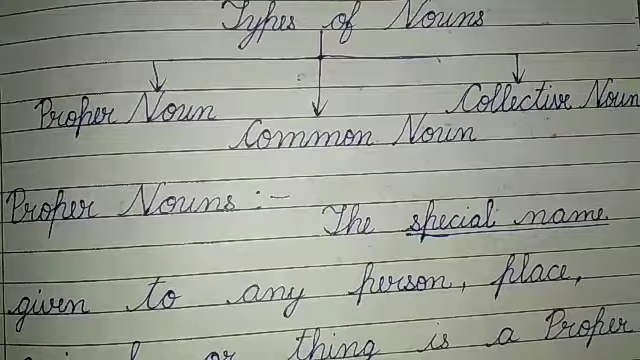 Types of Nouns
Proper Noun
Common Noun
Collective Noun
Proper Nouns :-
The special name
given to any person, place,
or thing is a Proper